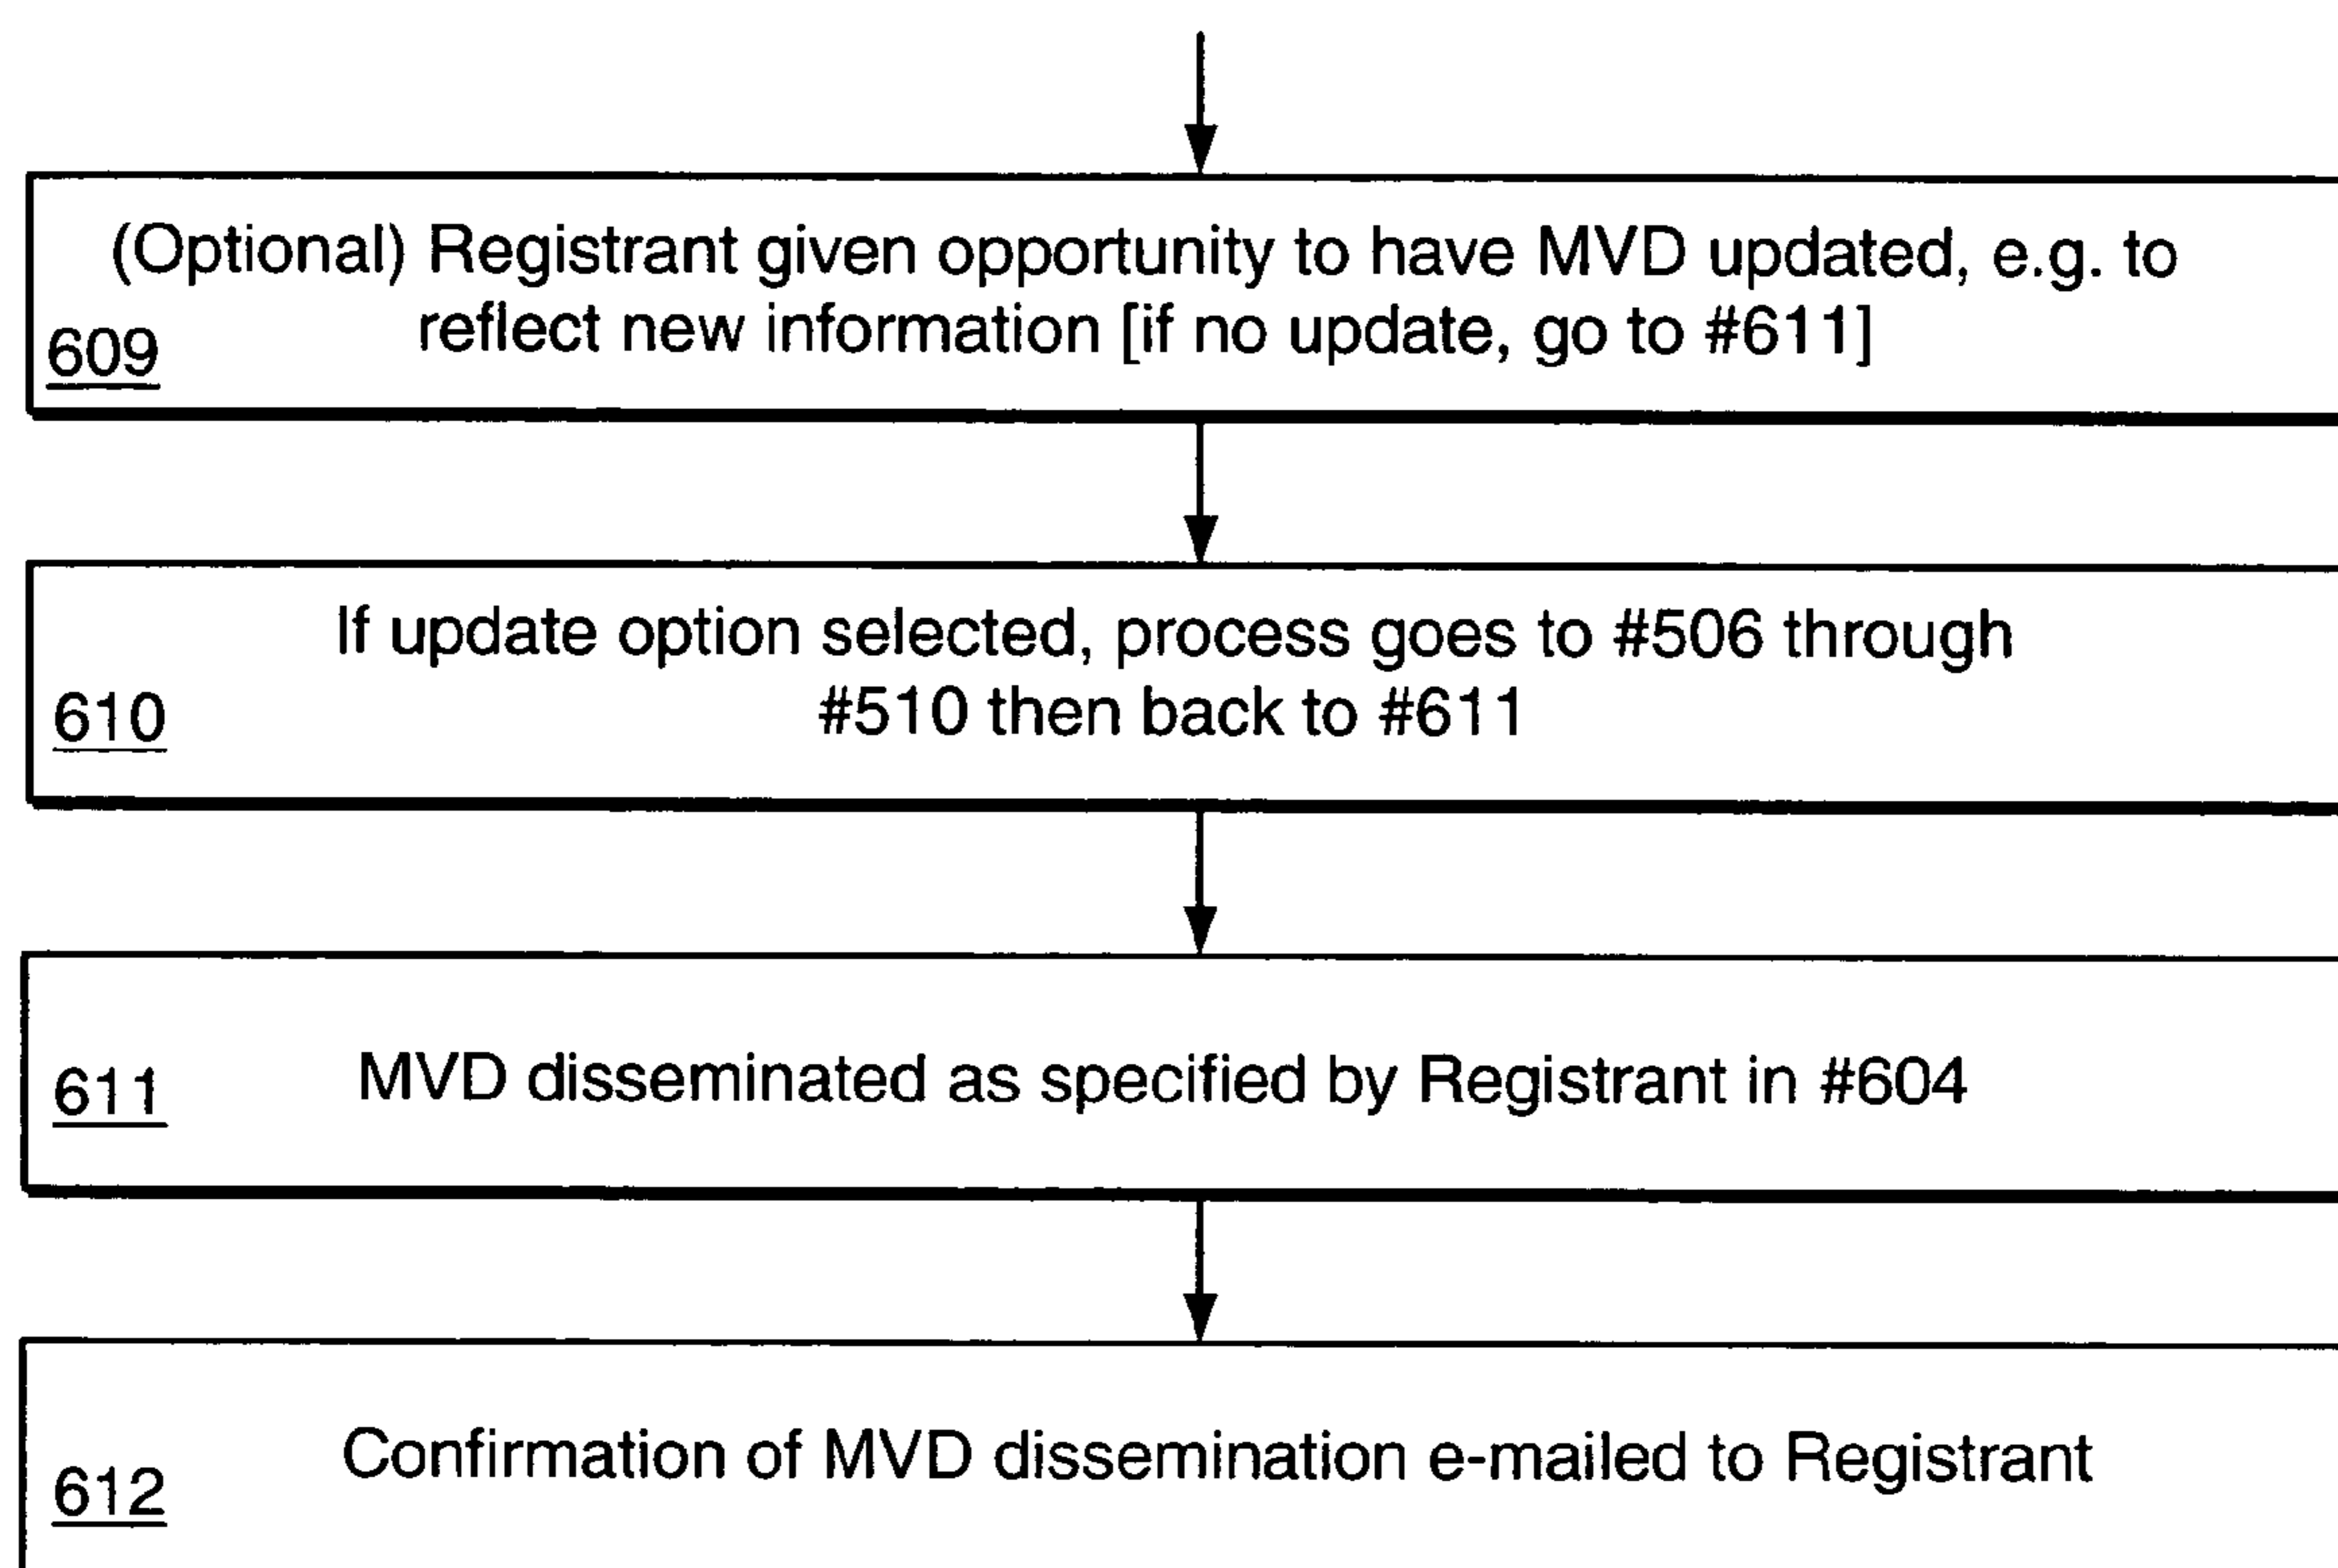 (Optional) Registrant given opportunity to have MVD updated, e.g. to
reflect new information [if no update, go to #611]
609
If update option selected, process goes to #506 through
#510 then back to #611
610
MVD disseminated as specified by Registrant in #604
611
Confirmation of MVD dissemination e-mailed to Registrant
612